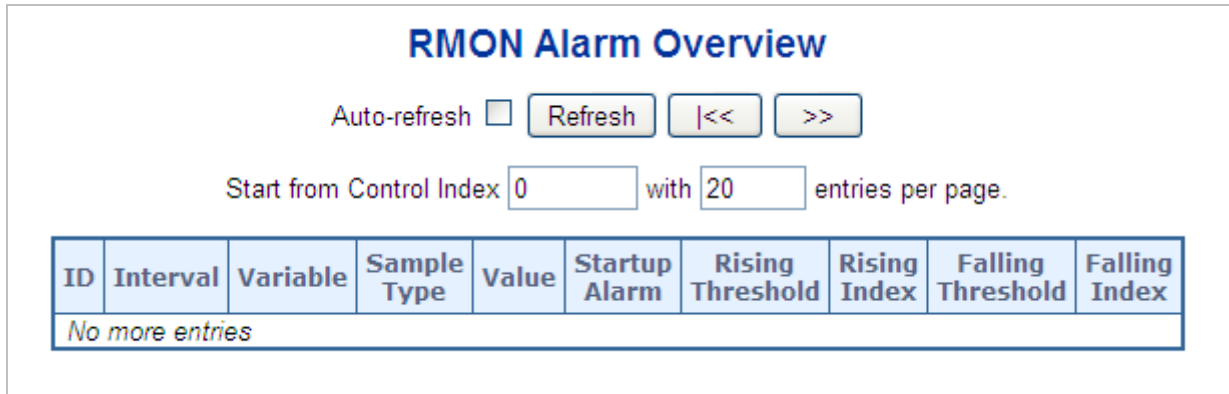 RMON Alarm Overview
Auto-refresh Refresh |<< >>
Start from Control Index 0 with 20 entries per page.
ID Interval Variable Sample Type Value Startup Alarm Rising Threshold Rising Index Falling Threshold Falling Index
No more entries